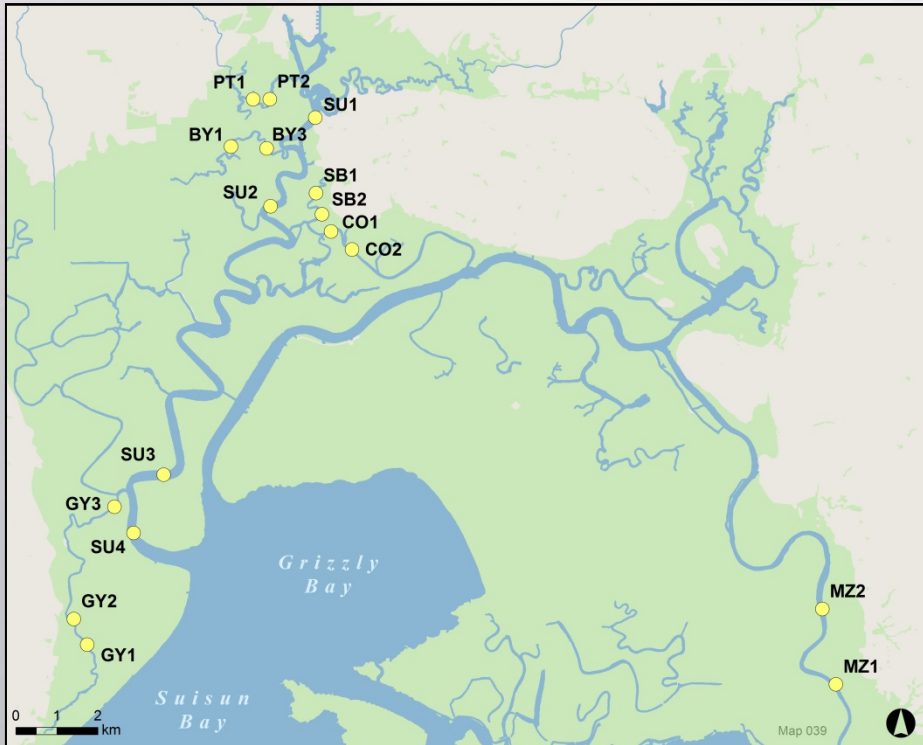 PT1 PT2
SU1
BY1 BY3
SB1
SU2 SB2
CO1
CO2
SU3
GY3
SU4
Grizzly
Bay
GY2
MZ2
GY1
MZ1
Suisun
Bay
0 1 2
km
Map 039